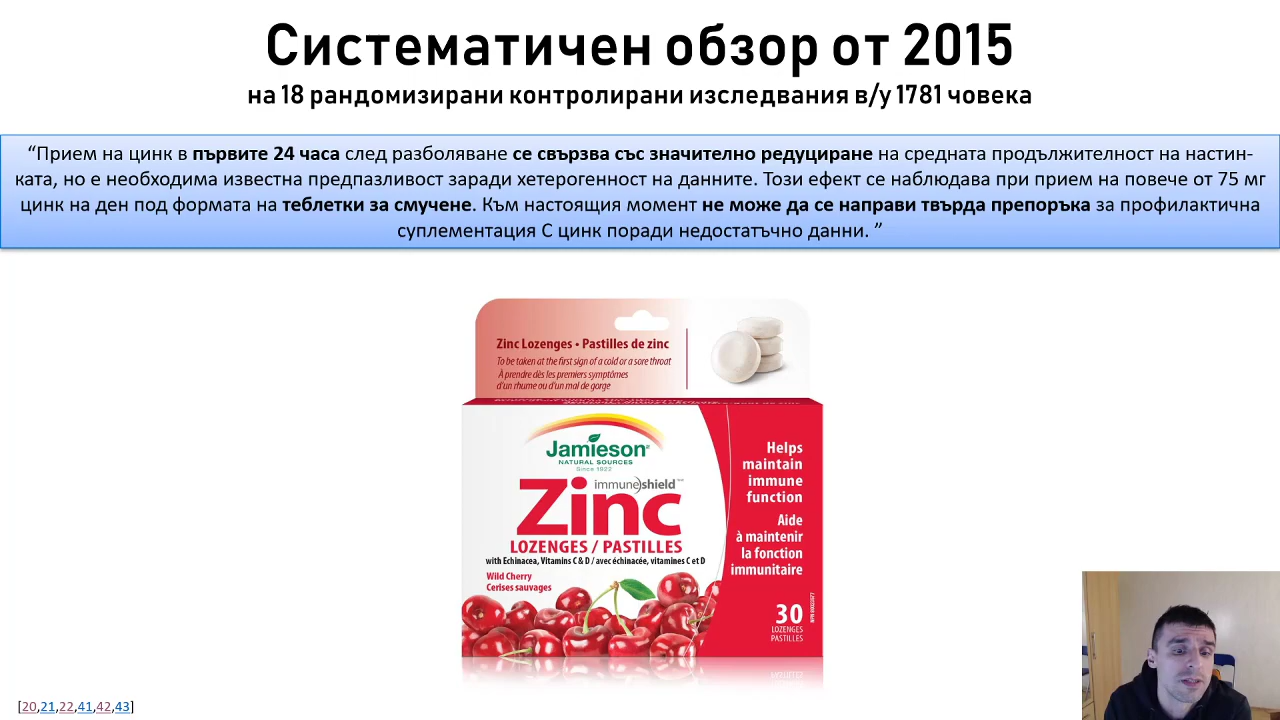 Систематичен обзор от 2015
на 18 рандомизирани контролирани изследвания в/у 1781 човека
“Прием на цинк в първите 24 часа след разболяване се свързва със значително редуциране на средната продължителност на настин-
ката, но е необходима известна предпазливост заради хетерогенност на данните. Този ефект се наблюдава при прием на повече от 75 мг
цинк на ден под формата на теблетки за смучене. Към настоящия момент не може да се направи твърда препоръка за профилактична
суплементация С цинк поради недостатъчно данни. ”
Zinc Lozenges • Pastilles de zinc
To be taken at the first sign of a cold or a sore throat
À prendre dès les premiers symptômes
d'un rhume ou d'un mal de gorge
Jamieson
NATURAL SOURCES
Since 1922
immune shield
Zinc
LOZENGES / PASTILLES
with Echinacea, Vitamins C & D / avec échinacée, vitamines C et D
Wild Cherry
Cerises sauvages
Helps
maintain
immune
function
Aide
à maintenir
la fonction
immunitaire
30
LOZENGES
PASTILLES
[20,21,22,41,42,43]